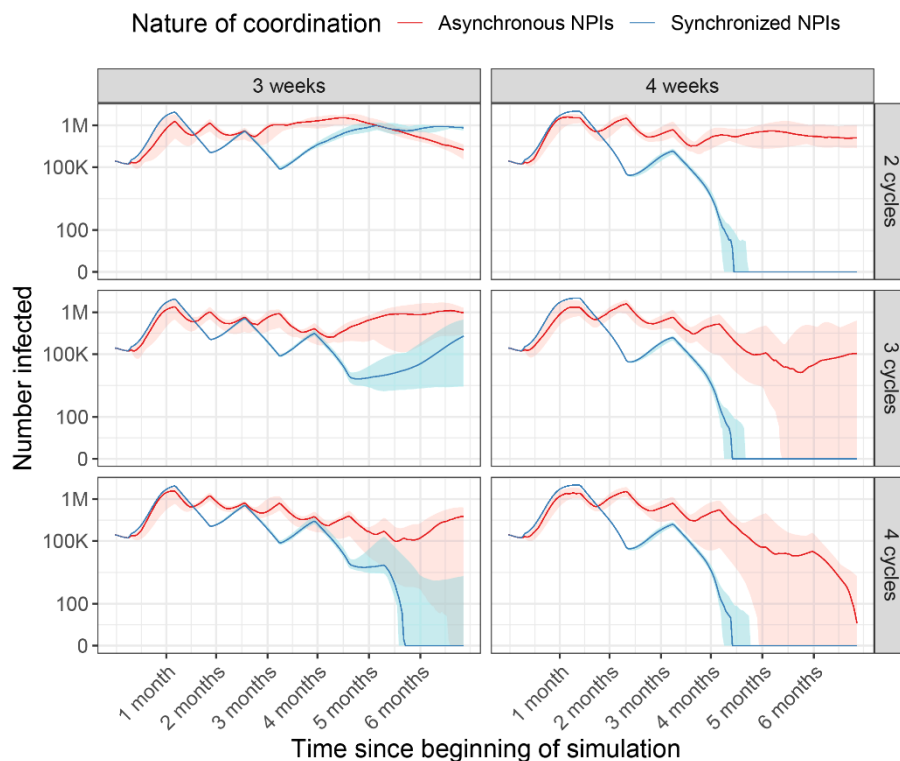 Nature of coordination Asynchronous NPIs Synchronized NPIs
3 weeks 4 weeks
1M
100K
100
0
2 cycles
1M
100K
100
0
3 cycles
1M
100K
100
0
4 cycles
Number infected
1 month 2 months 3 months 4 months 5 months 6 months 1 month 2 months 3 months 4 months 5 months 6 months
Time since beginning of simulation